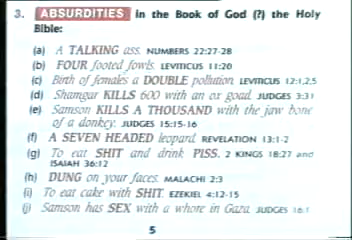 3. ABSURDITIES in the Book of God (?) the Holy
Bible:
(a) A TALKING ass. NUMBERS 22:27-28
(b) FOUR footed fowls. LEVITICUS 11:20
(c) Birth of females a DOUBLE pollution. LEVITICUS 12:1,2,5
(d) Shamgar KILLS 600 with an ox goad. JUDGES 3:31
(e) Samson KILLS A THOUSAND with the jaw bone
of a donkey. JUDGES 15:15-16
(f) A SEVEN HEADED leopard. REVELATION 13:1-2
(g) To eat SHIT and drink PISS. 2 KINGS 18:27 and
ISAIAH 36:12
(h) DUNG on your faces. MALACHI 2:3
(i) To eat cake with SHIT. EZEKIEL 4:12-15
(j) Samson has SEX with a whore in Gaza. JUDGES 16:1
5